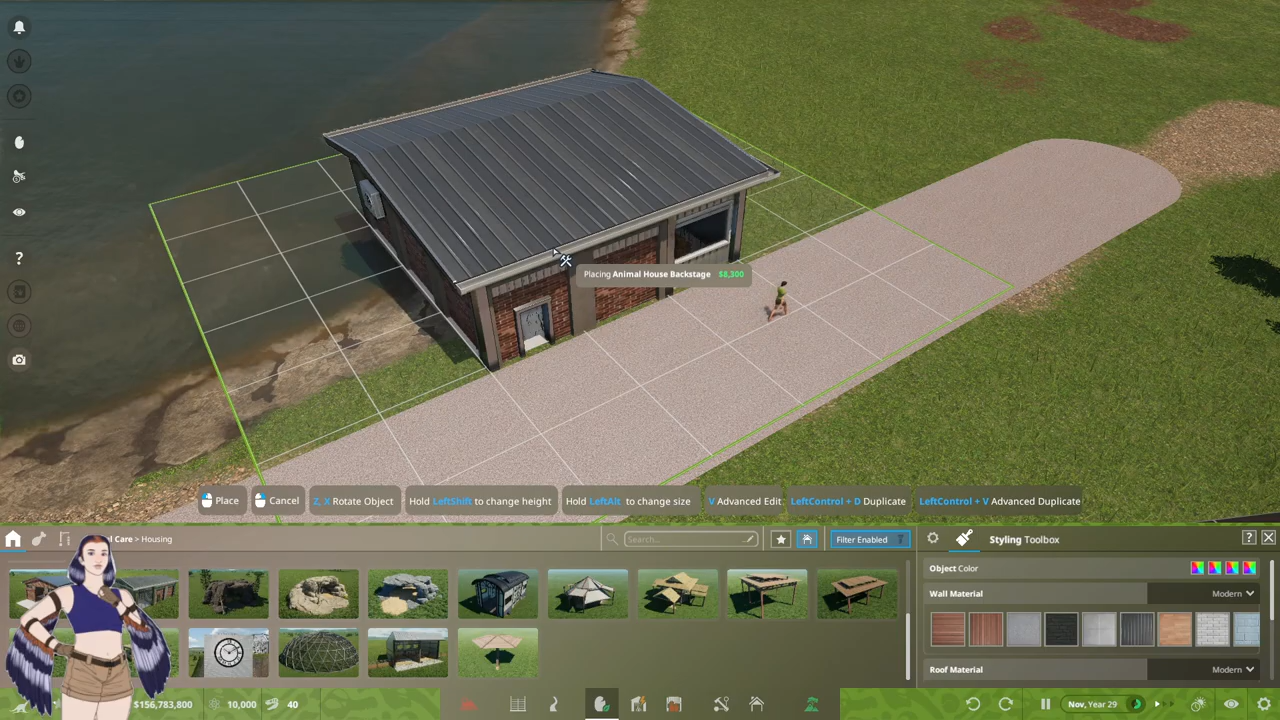 Placing Animal House Backstage $8,300
Place
Cancel
Z, X Rotate Object
Hold LeftShift to change height
Hold LeftAlt to change size
V Advanced Edit
LeftControl + D Duplicate
LeftControl + V Advanced Duplicate
l Care > Housing
Search...
Filter Enabled
Styling Toolbox
?
Object Color
Wall Material
Modern
Roof Material
Modern
$156,783,800
10,000
40
Nov, Year 29
?